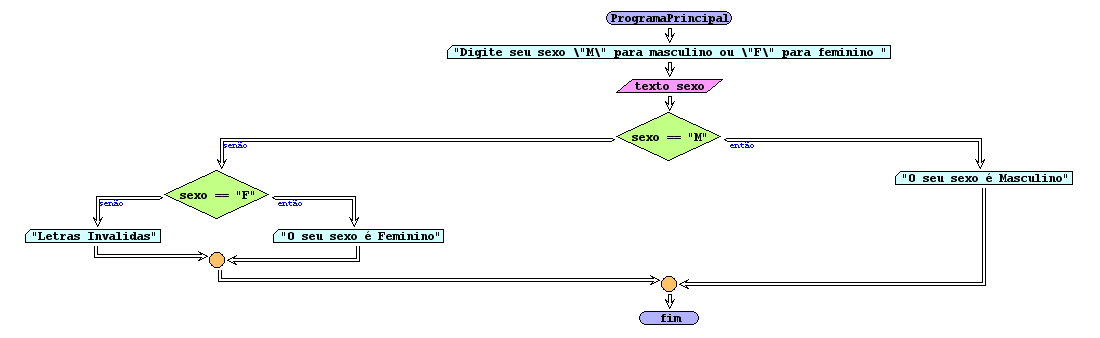 ProgramaPrincipal
"Digite seu sexo \"M\" para masculino ou \"F\" para feminino "
texto sexo
sexo == "M"
senão
então
"O seu sexo é Masculino"
sexo == "F"
senão
então
"Letras Invalidas"
"O seu sexo é Feminino"
fim